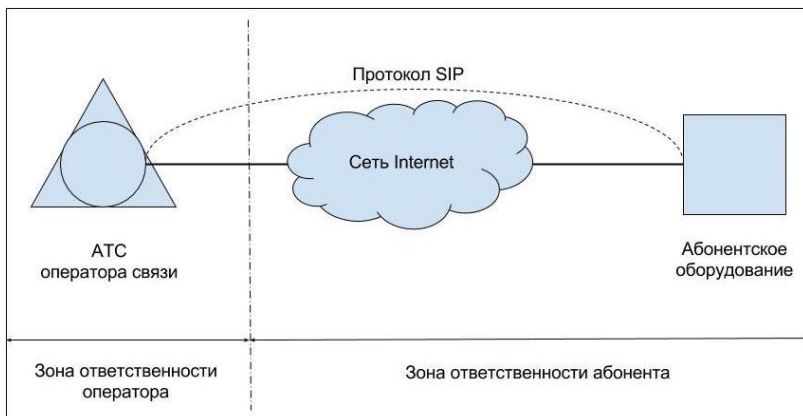 Протокол SIP
Сеть Internet
АТС
оператора связи
Абонентское
оборудование
Зона ответственности
оператора
Зона ответственности абонента